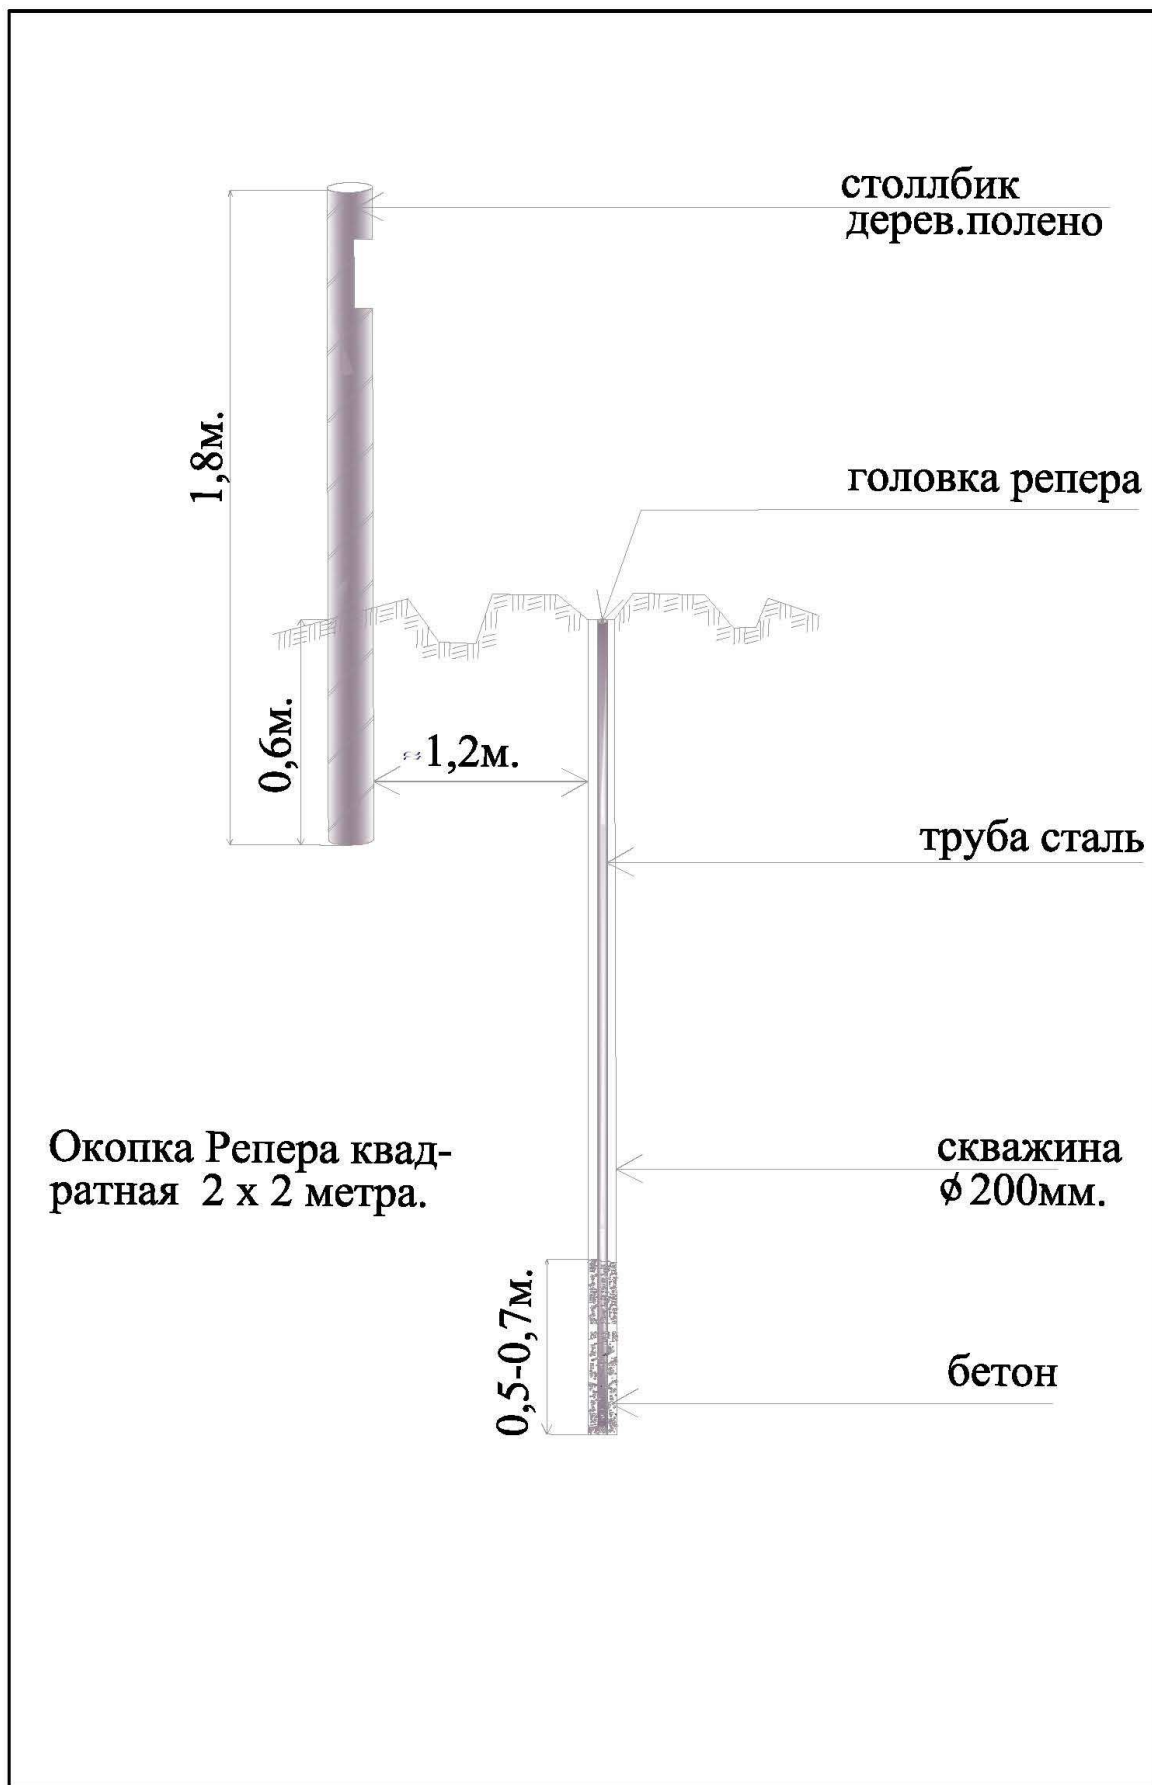 столлбик
дерев.полено
головка репера
1,8м.
0,6м.
≈1,2м.
труба сталь
Окопка Репера квад-
ратная 2 х 2 метра.
скважина
ϕ 200мм.
0,5-0,7м.
бетон